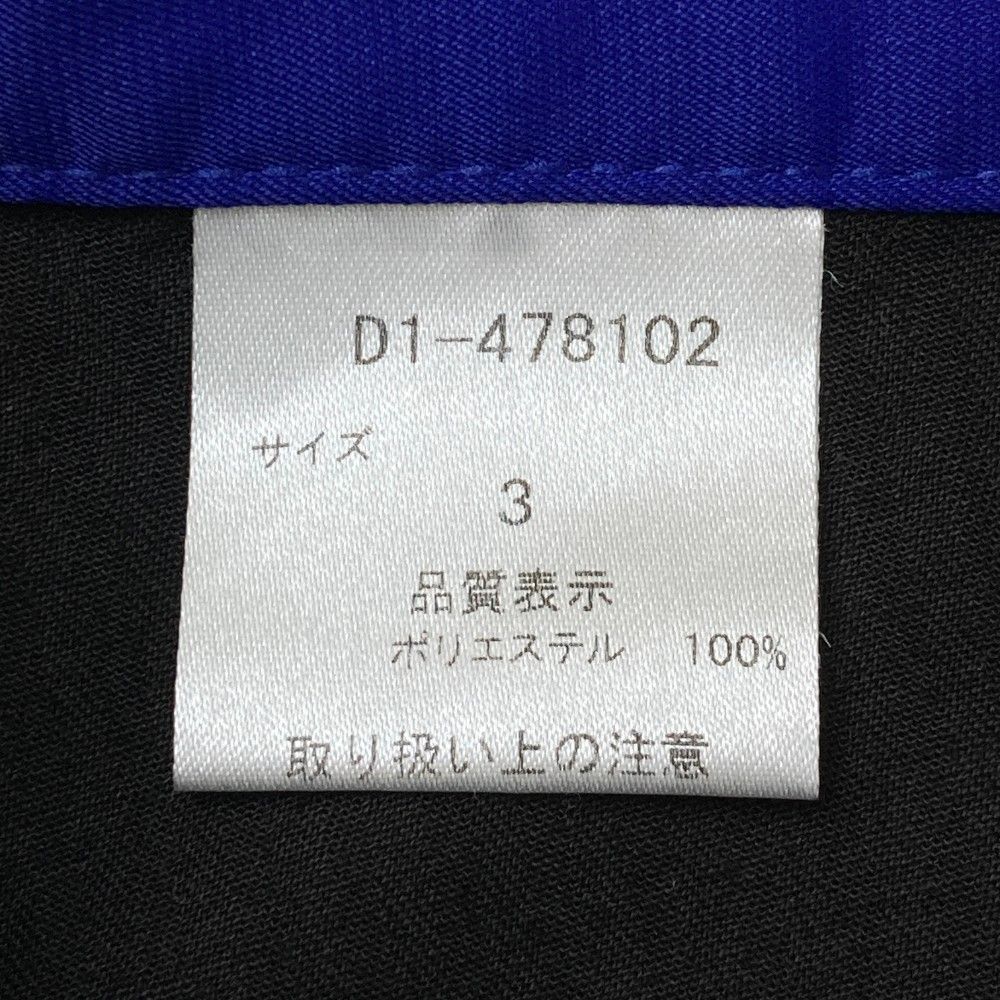 D1-478102
サイズ
3
品質表示
ポリエステル 100%
取り扱い上の注意